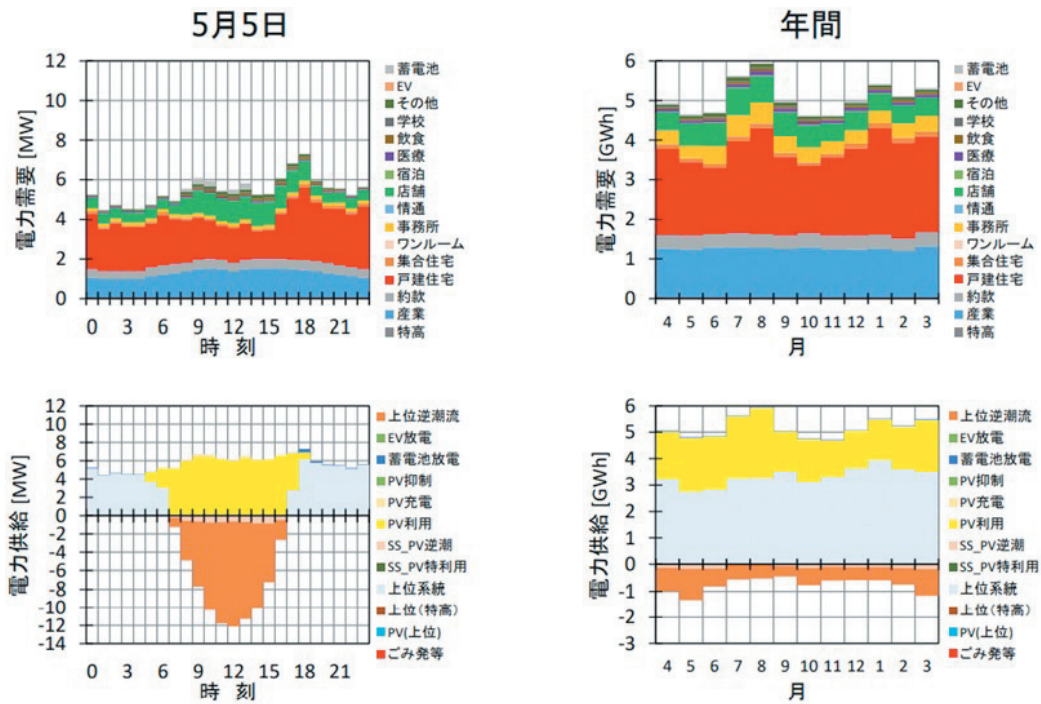 5月5日
電力需要 [MW]
12
10
8
6
4
2
0
0 3 6 9 12 15 18 21
時 刻
蓄電池
EV
その他
学校
飲食
医療
宿泊
店舗
情通
事務所
ワンルーム
集合住宅
戸建住宅
約款
産業
特高
年間
電力需要 [GWh]
6
5
4
3
2
1
0
4 5 6 7 8 9 10 11 12 1 2 3
月
蓄電池
EV
その他
学校
飲食
医療
宿泊
店舗
情通
事務所
ワンルーム
集合住宅
戸建住宅
約款
産業
特高
電力供給 [MW]
12
10
8
6
4
2
0
-2
-4
-6
-8
-10
-12
-14
0 3 6 9 12 15 18 21
時 刻
上位逆潮流
EV放電
蓄電池放電
PV抑制
PV充電
PV利用
SS_PV逆潮
SS_PV特利用
上位系統
上位(特高)
PV(上位)
ごみ発等
電力供給 [GWh]
6
5
4
3
2
1
0
-1
-2
-3
4 5 6 7 8 9 10 11 12 1 2 3
月
上位逆潮流
EV放電
蓄電池放電
PV抑制
PV充電
PV利用
SS_PV逆潮
SS_PV特利用
上位系統
上位(特高)
PV(上位)
ごみ発等